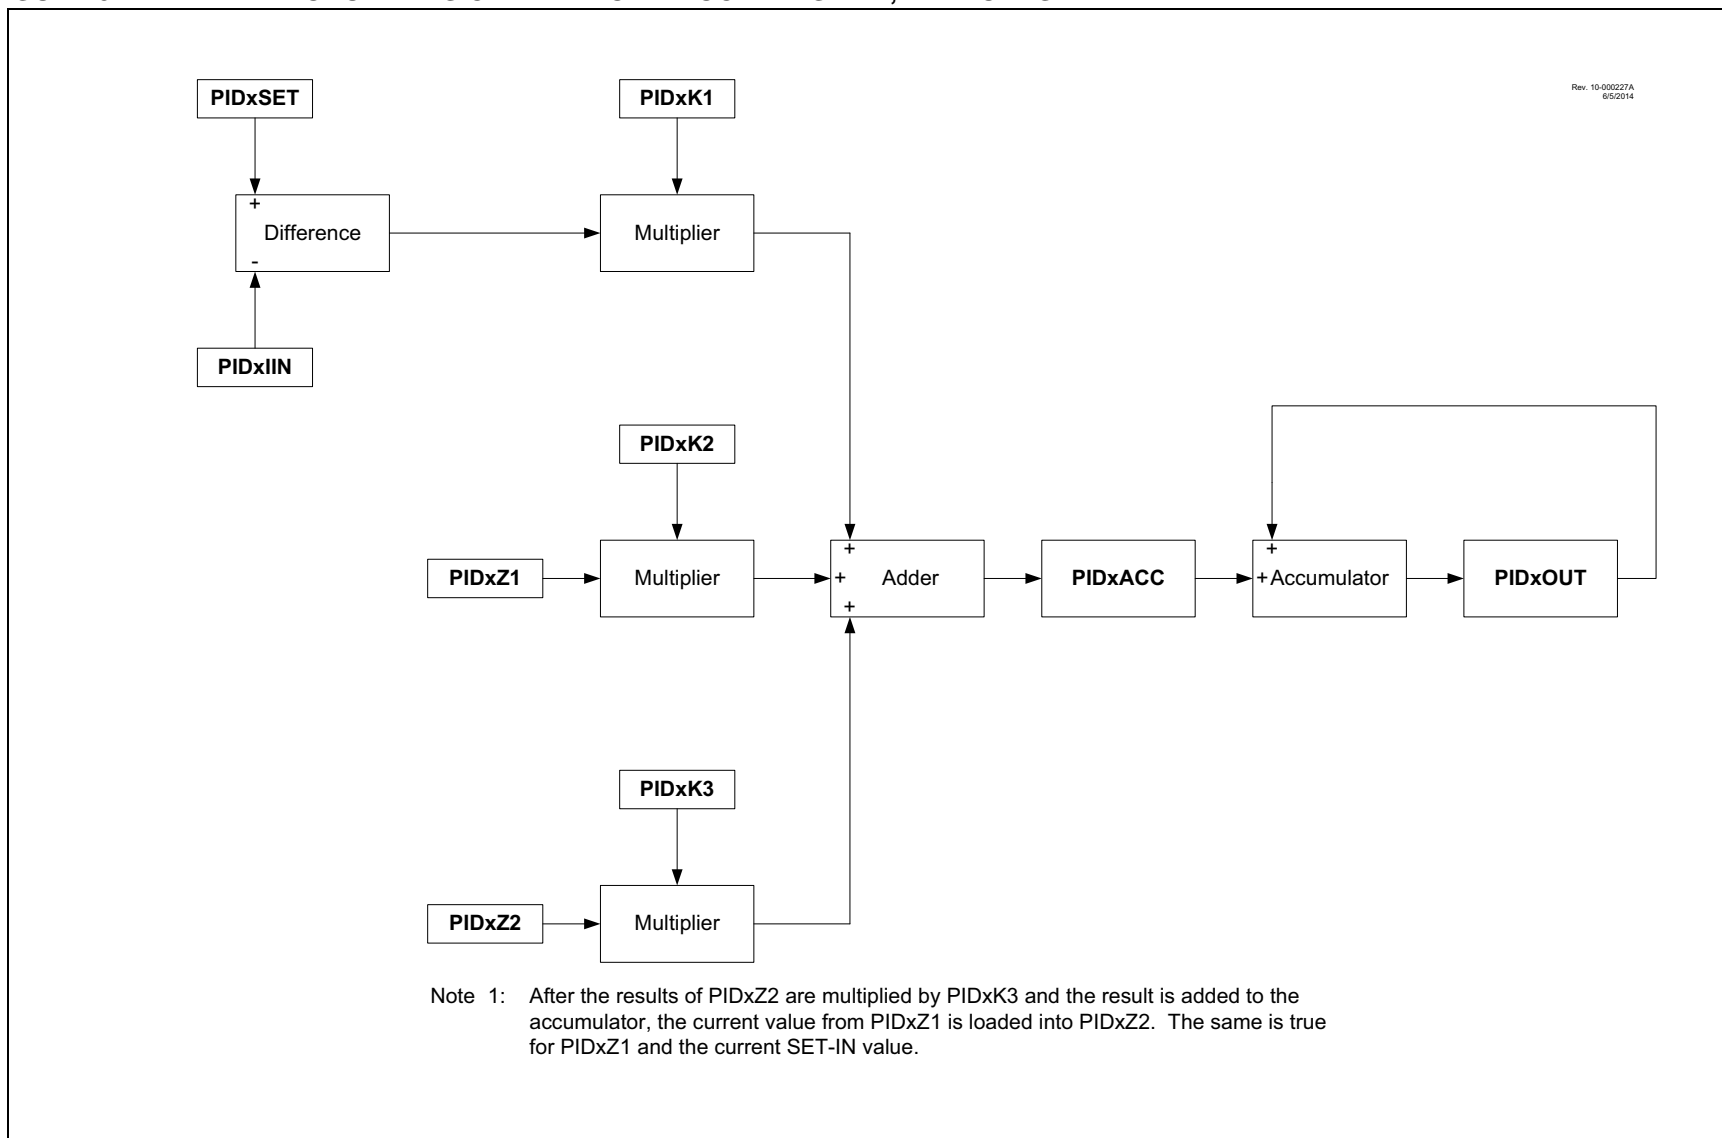 PIDxSET
PIDxK1
Rev. 10-000227A
6/5/2014
+
Difference
-
Multiplier
PIDxIIN
PIDxK2
PIDxZ1
Multiplier
+
+
+
Adder
PIDxACC
+
+
Accumulator
PIDxOUT
PIDxK3
PIDxZ2
Multiplier
Note 1: After the results of PIDxZ2 are multiplied by PIDxK3 and the result is added to the
accumulator, the current value from PIDxZ1 is loaded into PIDxZ2. The same is true
for PIDxZ1 and the current SET-IN value.